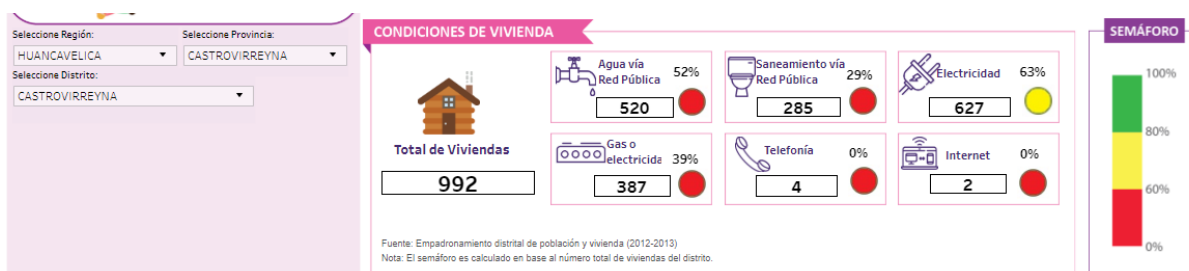 Seleccione Región:
Seleccione Provincia:
HUANCAVELICA
CASTROVIRREYNA
Seleccione Distrito:
CASTROVIRREYNA
CONDICIONES DE VIVIENDA
Total de Viviendas
992
Agua vía
Red Pública
52%
520
Saneamiento vía
Red Pública
29%
285
Electricidad
63%
627
Gas o
electricida
39%
387
Telefonía
0%
4
Internet
0%
2
Fuente: Empadronamiento distrital de población y vivienda (2012-2013)
Nota: El semáforo es calculado en base al número total de viviendas del distrito.
SEMÁFORO
100%
80%
60%
0%